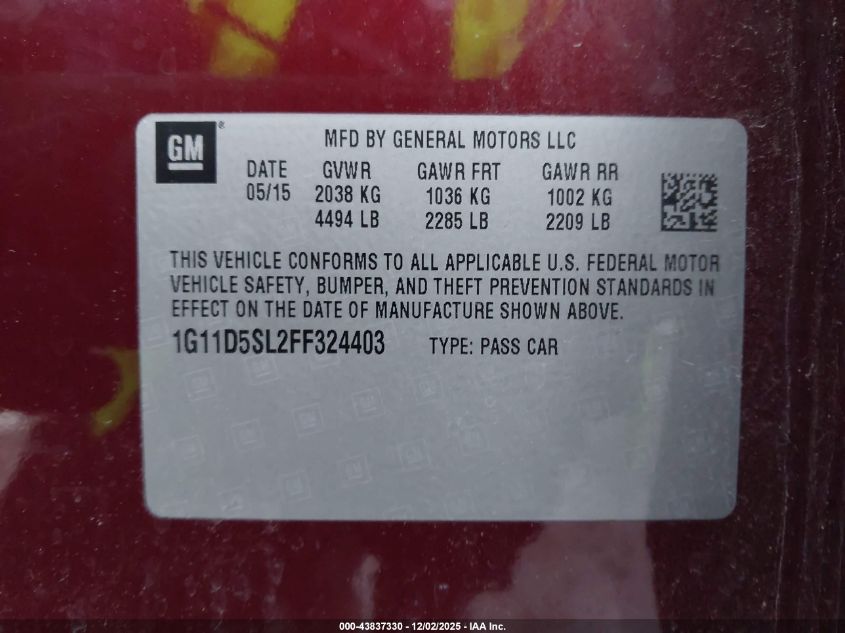 GM®
MFD BY GENERAL MOTORS LLC
DATE GVWR GAWR FRT GAWR RR
05/15 2038 KG 1036 KG 1002 KG
4494 LB 2285 LB 2209 LB
THIS VEHICLE CONFORMS TO ALL APPLICABLE U.S. FEDERAL MOTOR
VEHICLE SAFETY, BUMPER, AND THEFT PREVENTION STANDARDS IN
EFFECT ON THE DATE OF MANUFACTURE SHOWN ABOVE.
1G11D5SL2FF324403 TYPE: PASS CAR
000-43837330 - 12/02/2025 - IAA Inc.